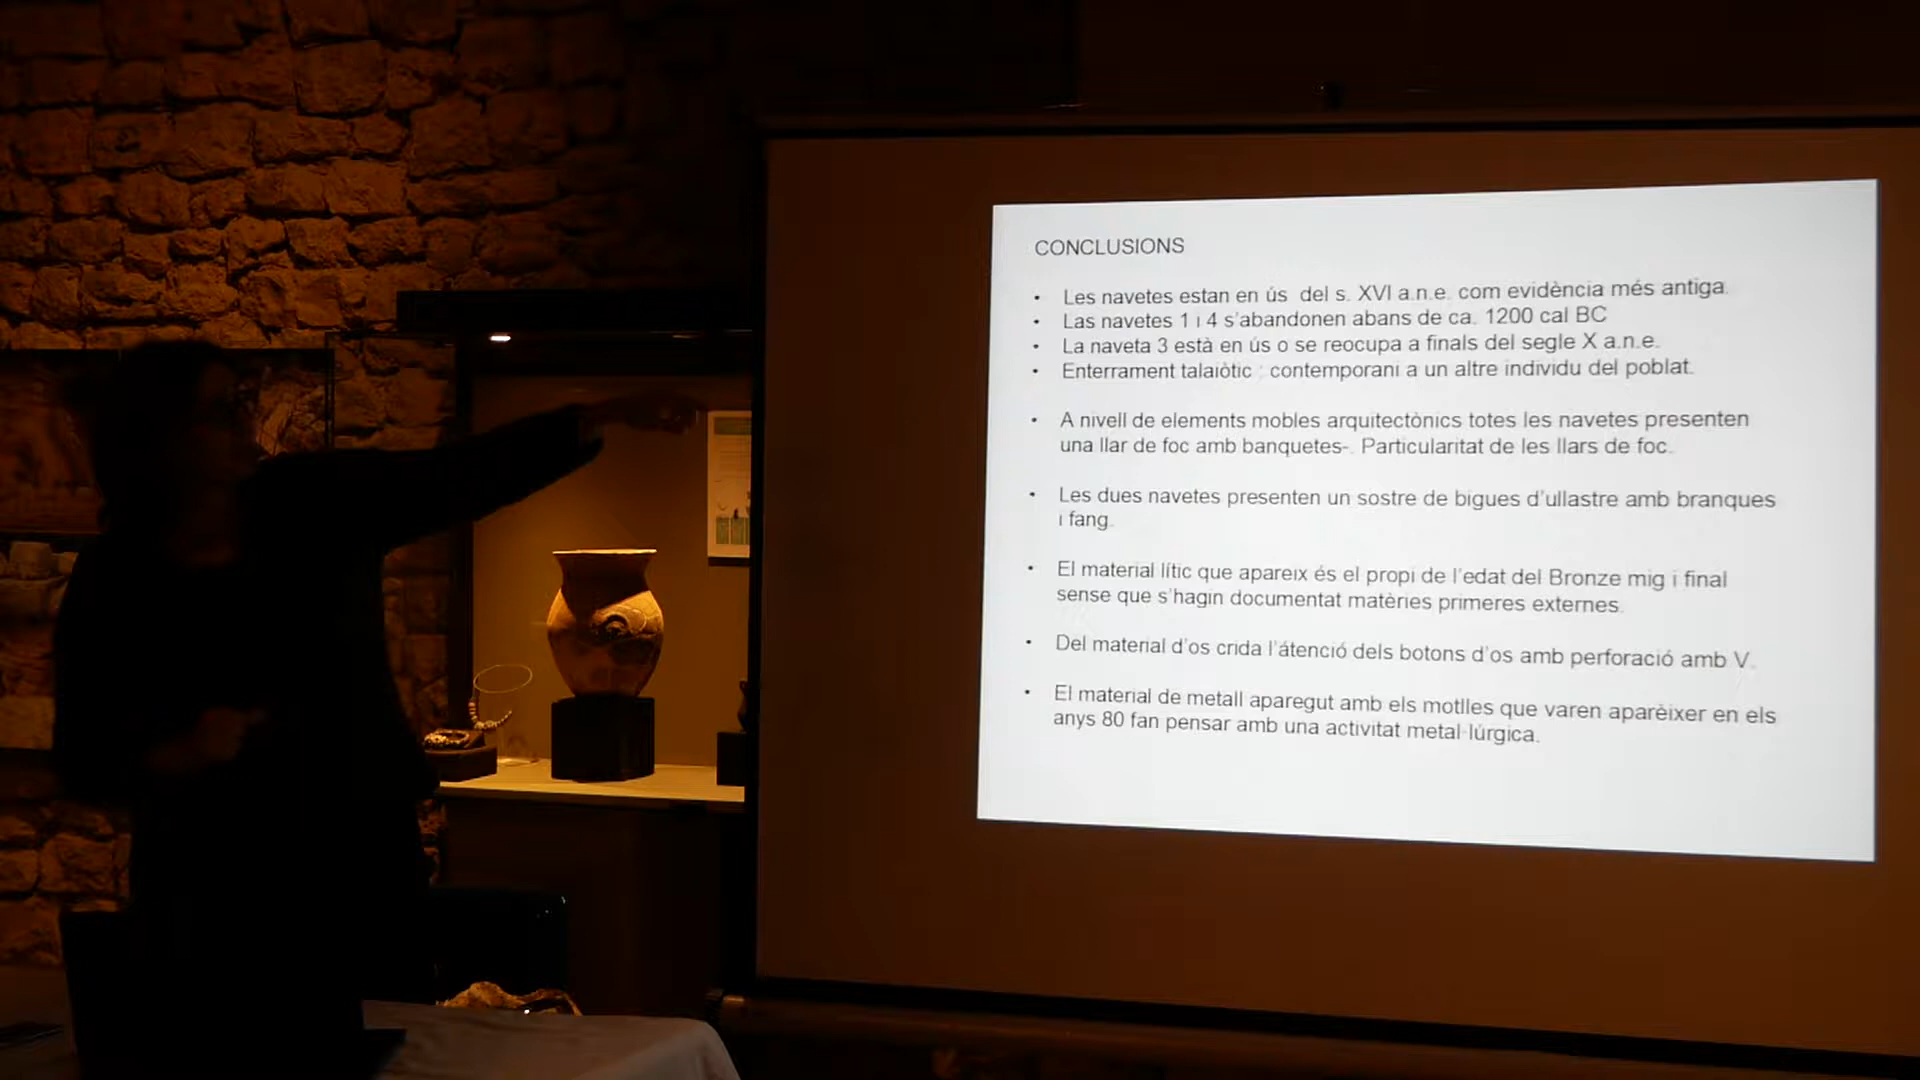 CONCLUSIONS
• Les navetes estan en ús del s. XVI a.n.e. com evidència més antiga.
• Las navetes 1 i 4 s'abandonen abans de ca. 1200 cal BC
• La naveta 3 està en ús o se reocupa a finals del segle X a.n.e.
• Enterrament talaiòtic : contemporani a un altre individu del poblat.
• A nivell de elements mobles arquitectònics totes les navetes presenten
una llar de foc amb banquetes-. Particularitat de les llars de foc.
• Les dues navetes presenten un sostre de bigues d'ullastre amb branques
i fang.
• El material lític que apareix és el propi de l'edat del Bronze mig i final
sense que s'hagin documentat matèries primeres externes.
• Del material d'os crida l'átenció dels botons d'os amb perforació amb V.
• El material de metall aparegut amb els motlles que varen aparèixer en els
anys 80 fan pensar amb una activitat metal·lúrgica.